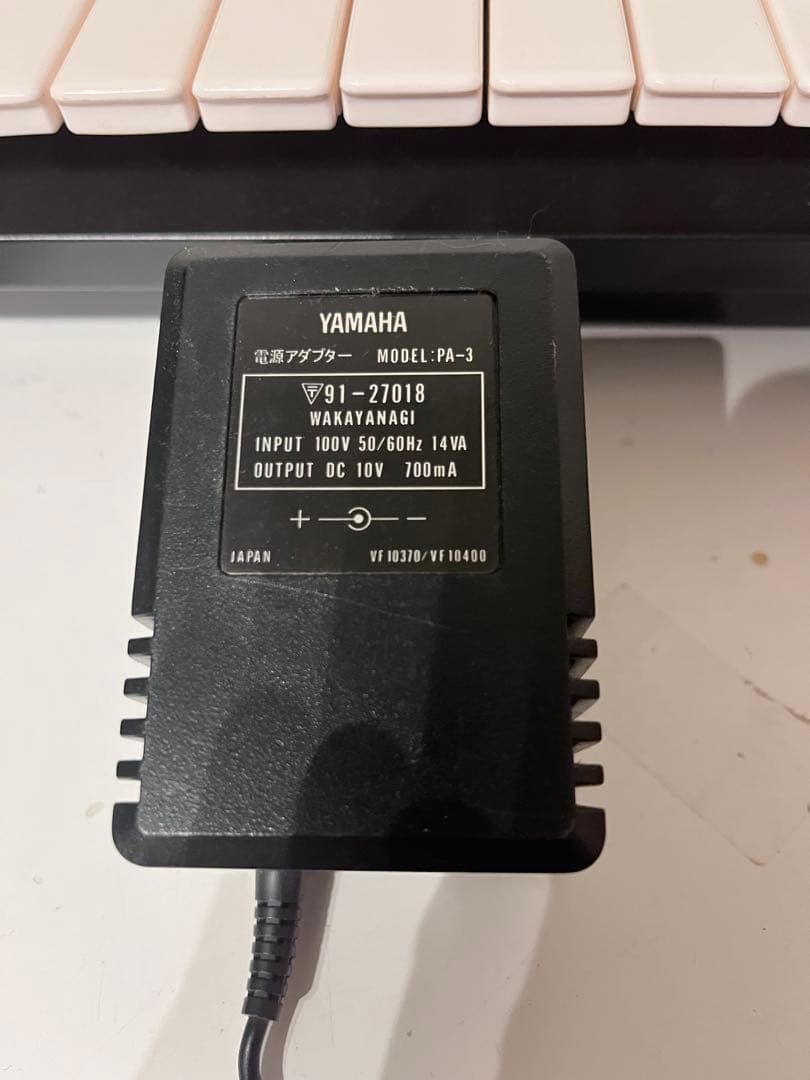 YAMAHA
電源アダプター MODEL:PA-3
91-27018
WAKAYANAGI
INPUT 100V 50/60Hz 14VA
OUTPUT DC 10V 700mA
+ −
JAPAN VF10370/VF10400